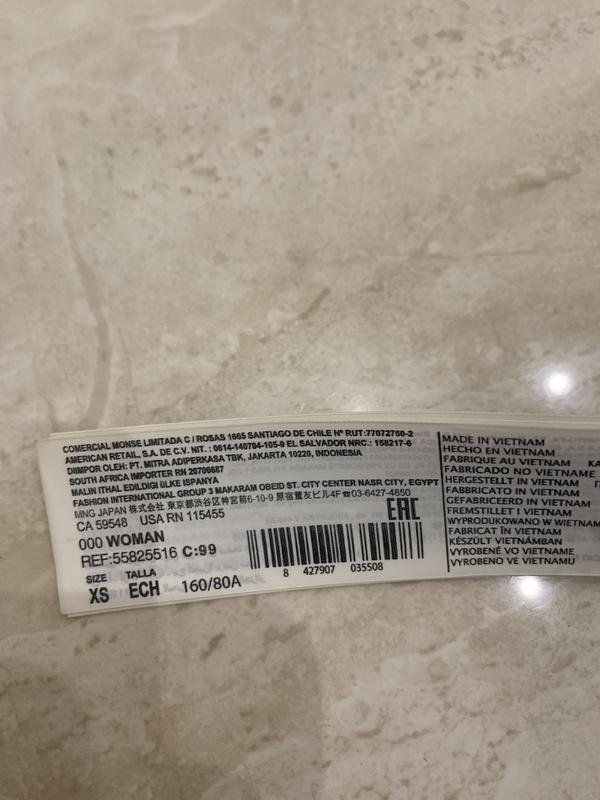 COMERCIAL MONSE LIMITADA C / ROSAS 1665 SANTIAGO DE CHILE Nº RUT:77072750-2
AMERICAN RETAIL, S.A. DE C.V. NIT. : 0614-140704-105-9 EL SALVADOR NRC.: 158217-6
DIIMPOR OLEH: PT. MITRA ADIPERKASA TBK, JAKARTA 10220, INDONESIA
SOUTH AFRICA IMPORTER RN 20706687
MALIN ITHAL EDILDIGI üLKE ISPANYA
FASHION INTERNATIONAL GROUP 3 MAKARAM OBEID ST. CITY CENTER NASR CITY, EGYPT
MNG JAPAN 株式会社 東京都渋谷区神宮前6-10-9 原宿董友ビル4F ☎03-6427-4850
CA 59548 USA RN 115455
EAC
000 WOMAN
REF:55825516 C:99
SIZE TALLA
XS ECH 160/80A
8 427907 035508
MADE IN VIETNAM
HECHO EN VIETNAM
FABRIQUE AU VIETNAM
FABRICADO NO VIETNAME
HERGESTELLT IN VIETNAM
FABBRICATO IN VIETNAM
GEFABRICEERD IN VIETNAM
FREMSTILLET I VIETNAM
WYPRODUKOWANO W WIETNAM
FABRICAT ÎN VIETNAM
KÉSZÜLT VIETNÁMBAN
VYROBENÉ VO VIETNAME
VYROBENO VE VIETNAMU